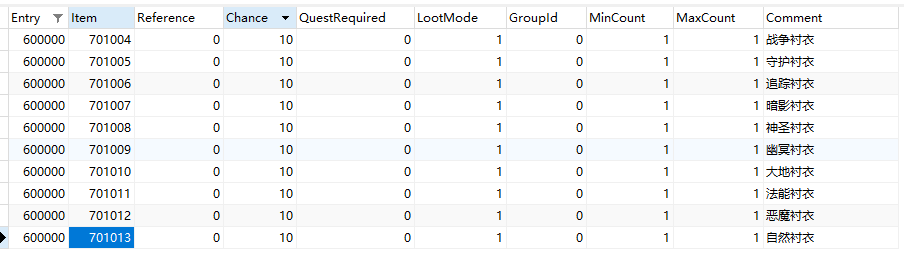 Entry Item Reference Chance QuestRequired LootMode GroupId MinCount MaxCount Comment
600000 701004 0 10 0 1 0 1 1 战争衬衣
600000 701005 0 10 0 1 0 1 1 守护衬衣
600000 701006 0 10 0 1 0 1 1 追踪衬衣
600000 701007 0 10 0 1 0 1 1 暗影衬衣
600000 701008 0 10 0 1 0 1 1 神圣衬衣
600000 701009 0 10 0 1 0 1 1 幽冥衬衣
600000 701010 0 10 0 1 0 1 1 大地衬衣
600000 701011 0 10 0 1 0 1 1 法能衬衣
600000 701012 0 10 0 1 0 1 1 恶魔衬衣
600000 701013 0 10 0 1 0 1 1 自然衬衣